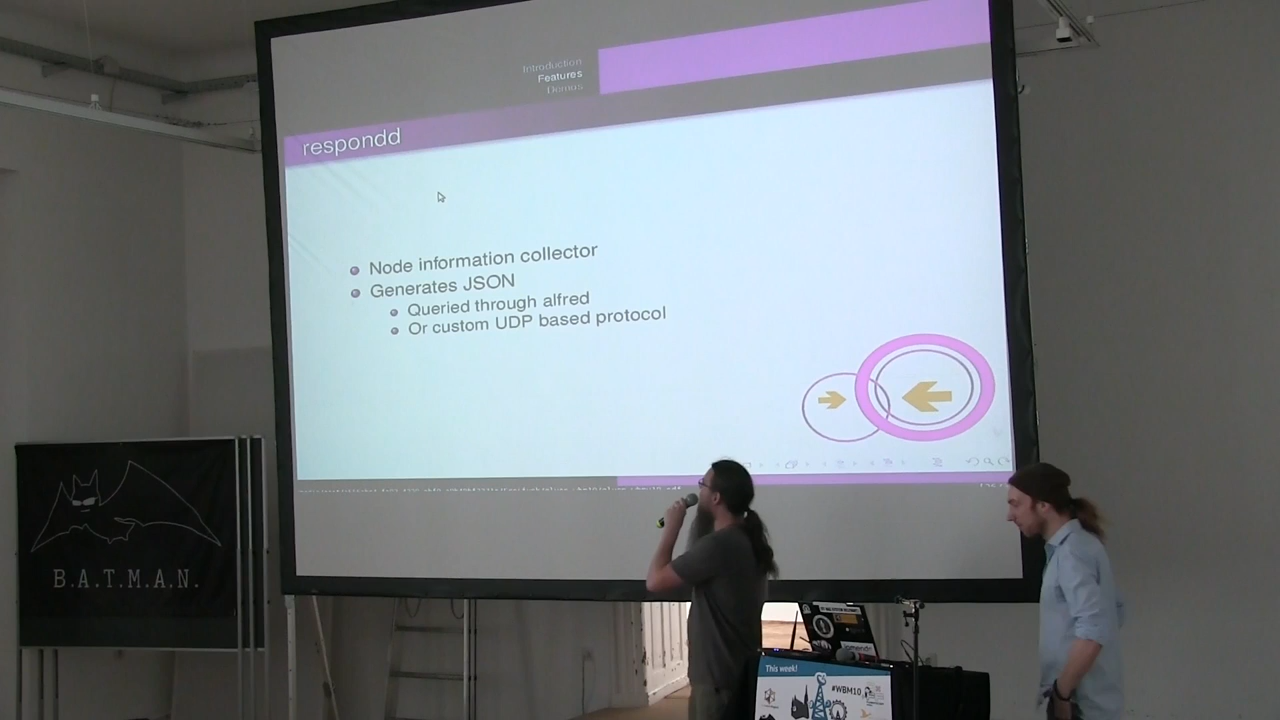 Introduction
Features
Demos
respondd
Node information collector
Generates JSON
Queried through alfred
Or custom UDP based protocol
B.A.T.M.A.N.
This week!
#WBM10